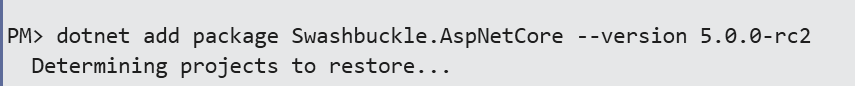 PM> dotnet add package Swashbuckle.AspNetCore --version 5.0.0-rc2
Determining projects to restore...